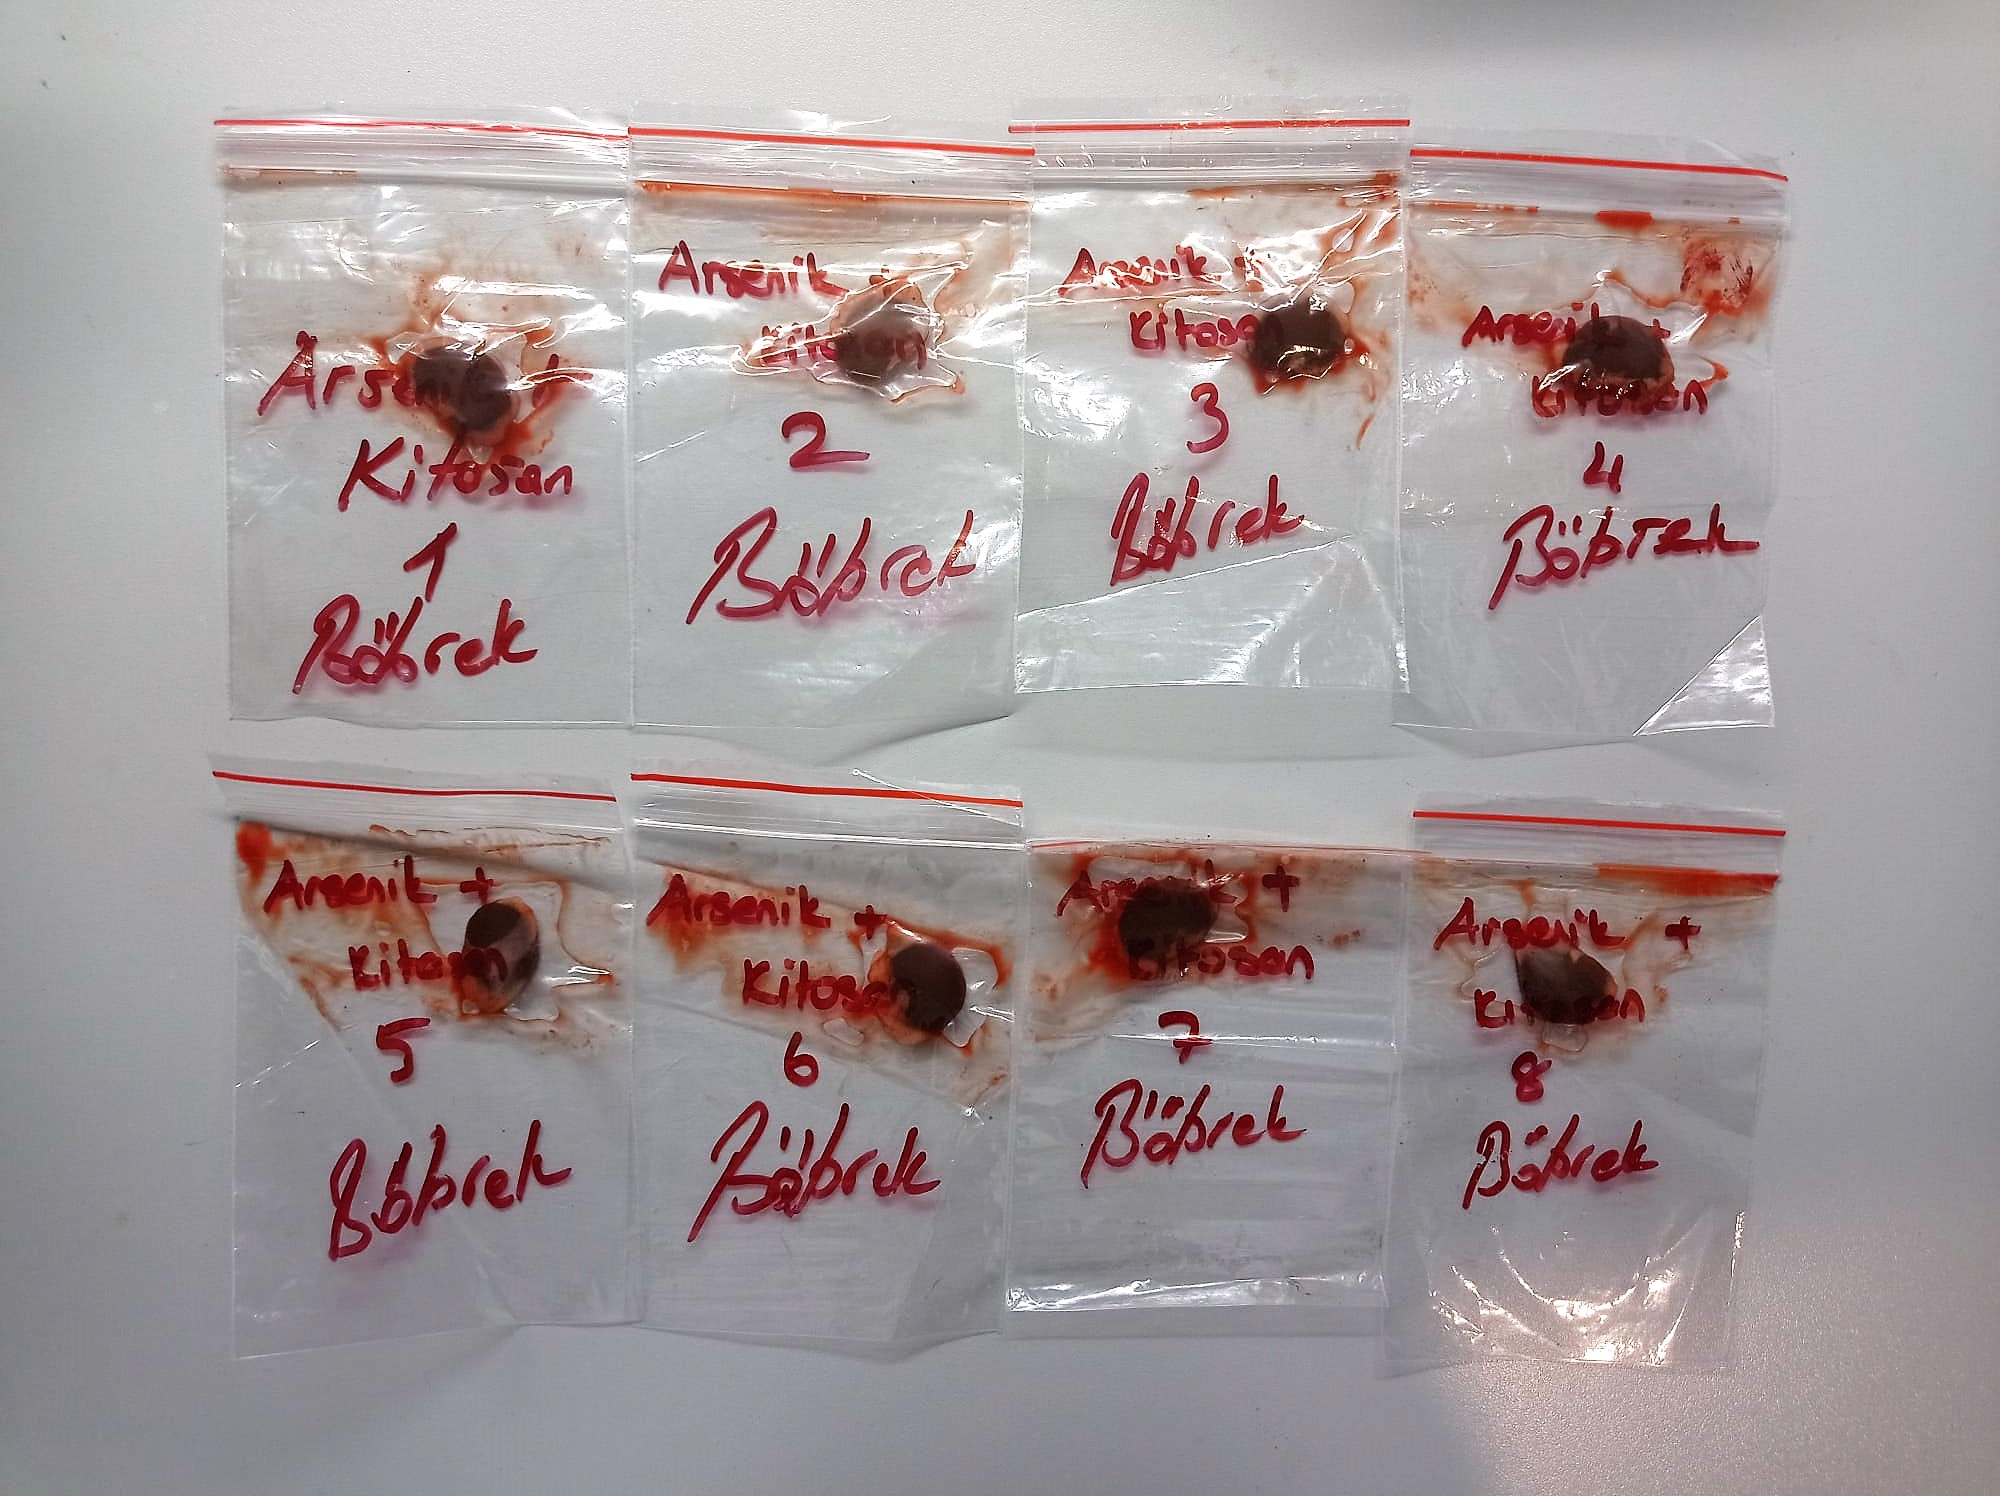 Arsenik +
Kitosan
1
Böbrek
Arsenik +
Kitosan
2
Böbrek
Arsenik +
Kitosan
3
Böbrek
Arsenik +
Kitosan
4
Böbrek
Arsenik +
Kitosan
5
Böbrek
Arsenik +
Kitosan
6
Böbrek
Arsenik +
Kitosan
7
Böbrek
Arsenik +
Kitosan
8
Böbrek